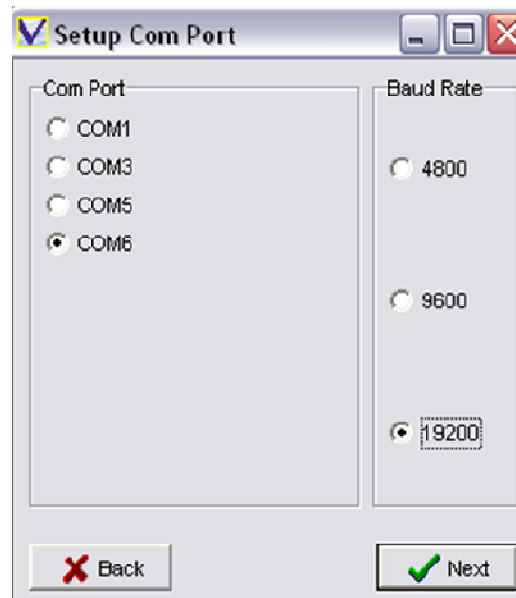 Setup Com Port
Com Port
COM1
COM3
COM5
COM6
Baud Rate
4800
9600
19200
Back
Next